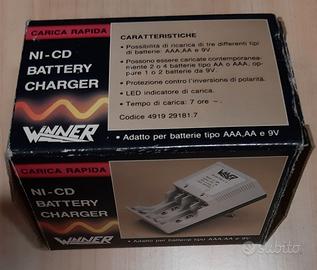 CARICA RAPIDA
NI-CD
BATTERY
CHARGER
WINNER
CARATTERISTICHE
• Possibilità di ricarica di tre differenti tipi
di batterie: AAA,AA e 9V.
• Possono essere caricate contemporanea-
mente 2 o 4 batterie tipo AA o AAA, op-
pure 1 o 2 batterie da 9V.
• Protezione contro l'inversione di polarità.
• LED indicatore di carica.
• Tempo di carica: 7 ore ~.
Codice 4919 29181.7
• Adatto per batterie tipo AAA,AA e 9V
CARICA RAPIDA
NI-CD
BATTERY
CHARGER
WINNER
• Adatto per batterie tipo AAA,AA e 9V
subito